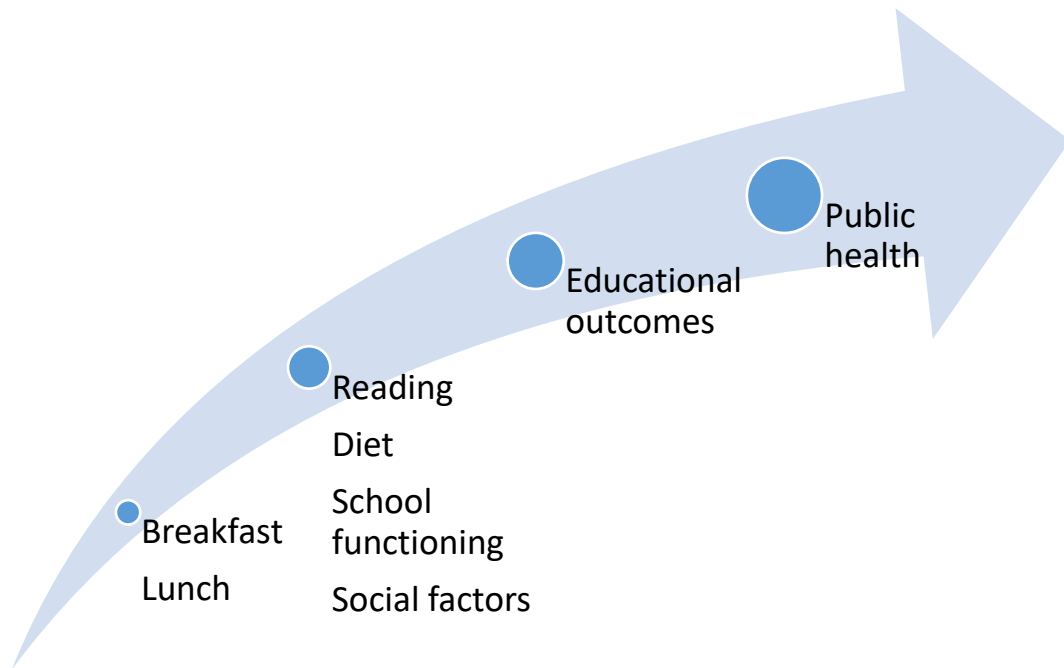 Breakfast
Lunch
Reading
Diet
School
functioning
Social factors
Educational
outcomes
Public
health